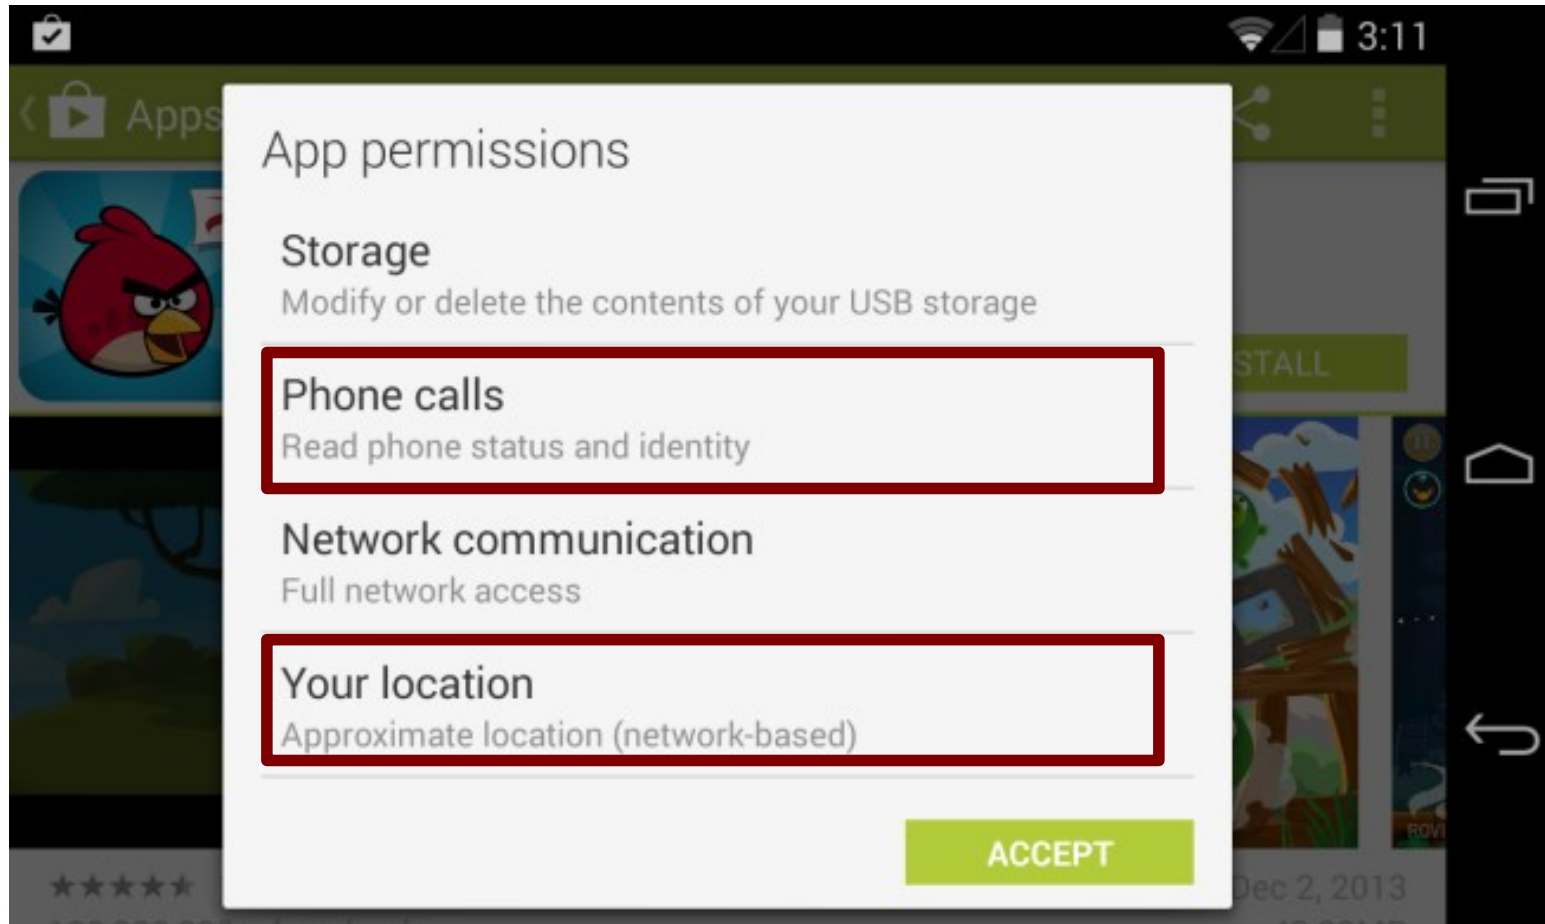 3:11
Apps
App permissions
Storage
Modify or delete the contents of your USB storage
Phone calls
Read phone status and identity
STALL
Network communication
Full network access
Your location
Approximate location (network-based)
ACCEPT
ROVI
Dec 2, 2013